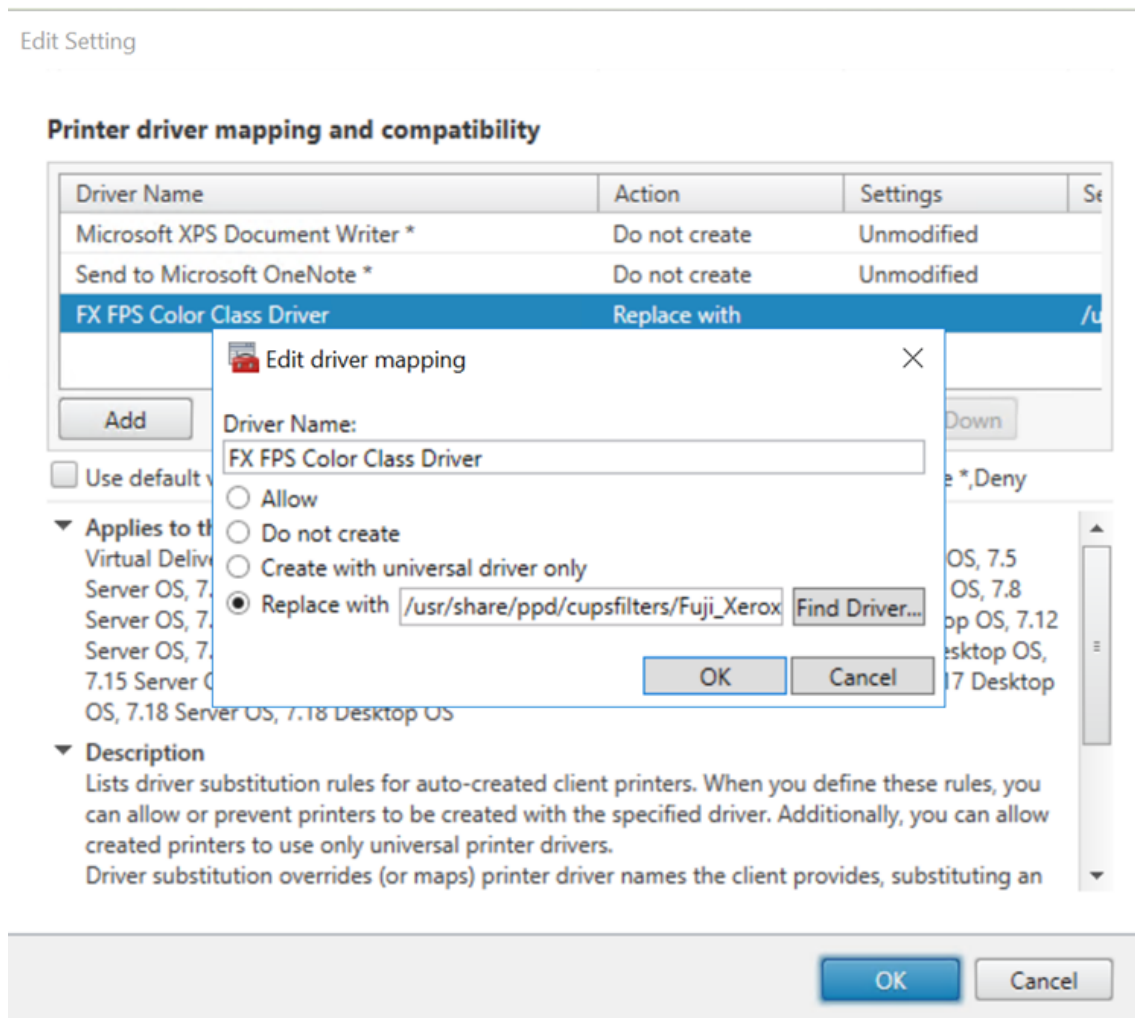 Edit Setting
Printer driver mapping and compatibility
Driver Name Action Settings Se
Microsoft XPS Document Writer * Do not create Unmodified
Send to Microsoft OneNote * Do not create Unmodified
FX FPS Color Class Driver Replace with /u
Edit driver mapping
Add
Down
Driver Name:
FX FPS Color Class Driver
Use default v
e *,Deny
Allow
Do not create
Create with universal driver only
Replace with /usr/share/ppd/cupsfilters/Fuji_Xerox Find Driver...
OK Cancel
Applies to th
Virtual Delive OS, 7.5
Server OS, 7. OS, 7.8
Server OS, 7. op OS, 7.12
Server OS, 7. esktop OS,
7.15 Server O 17 Desktop
OS, 7.18 Server OS, 7.18 Desktop OS
Description
Lists driver substitution rules for auto-created client printers. When you define these rules, you
can allow or prevent printers to be created with the specified driver. Additionally, you can allow
created printers to use only universal printer drivers.
Driver substitution overrides (or maps) printer driver names the client provides, substituting an
OK Cancel